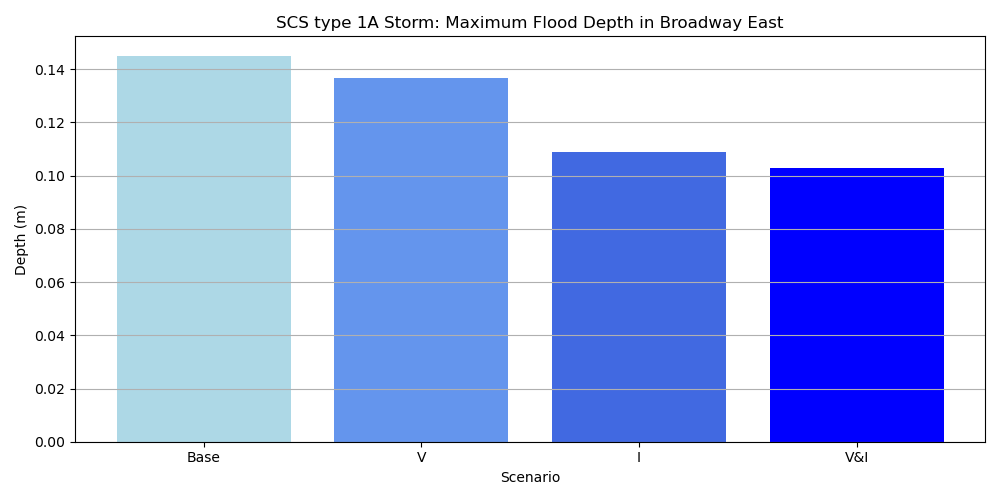 SCS type 1A Storm: Maximum Flood Depth in Broadway East
0.14
0.12
0.10
0.08
0.06
0.04
0.02
0.00
Depth (m)
Base V I V&I
Scenario